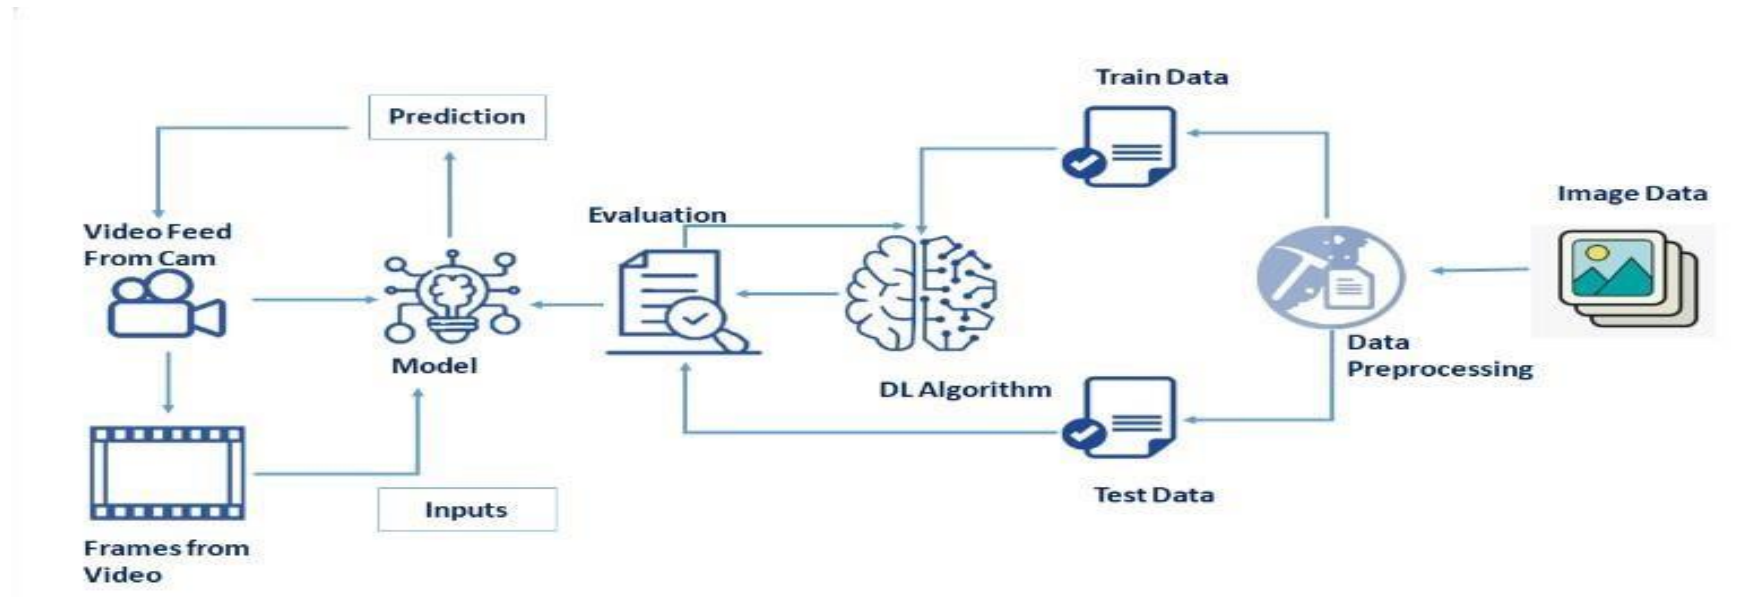 Train Data
Prediction
Image Data
Evaluation
Video Feed
From Cam
Model
Data
Preprocessing
DL Algorithm
Test Data
Inputs
Frames from
Video